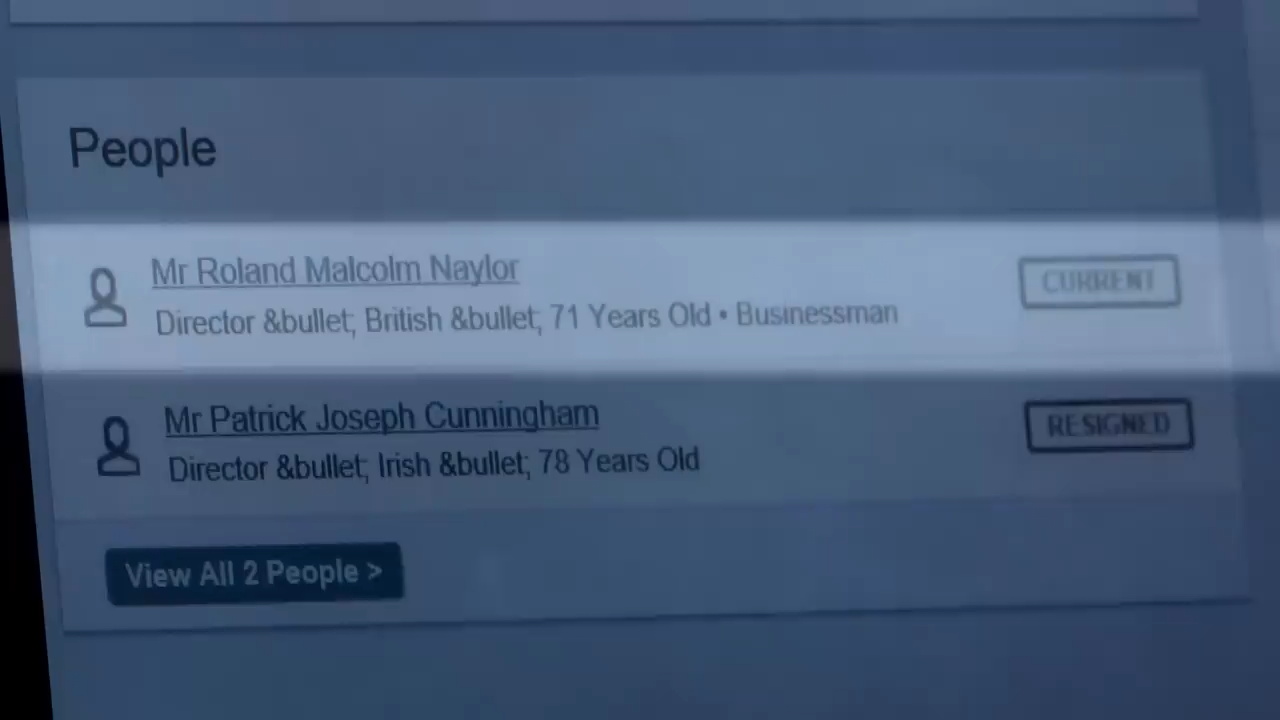 People
Mr Roland Malcolm Naylor
CURRENT
Director &bullet; British &bullet; 71 Years Old • Businessman
Mr Patrick Joseph Cunningham
RESIGNED
Director &bullet; Irish &bullet; 78 Years Old
View All 2 People >